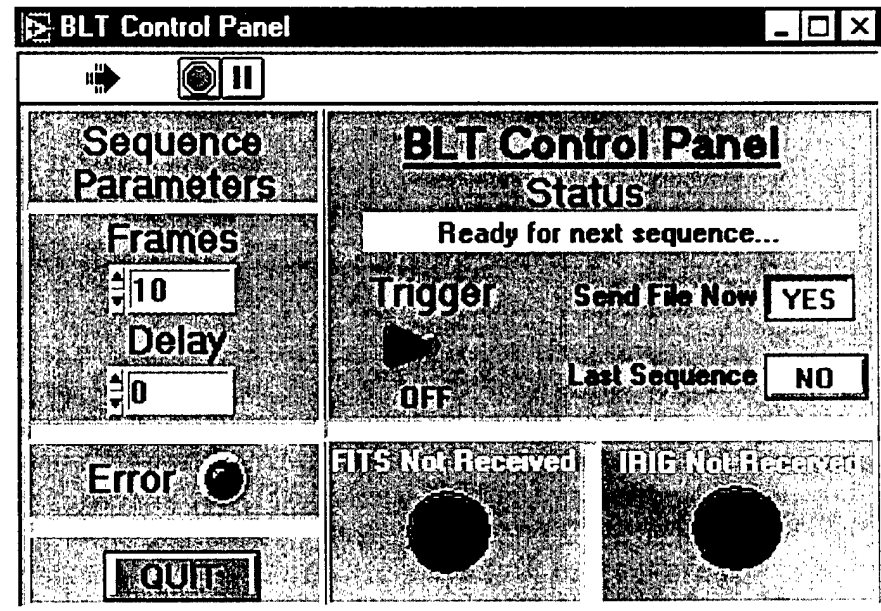 BLT Control Panel
Sequence
Parameters
Frames
10
Delay
0
Error
QUIT
BLT Control Panel
Status
Ready for next sequence...
Trigger
OFF
Send File Now YES
Last Sequence NO
FITS Not Received
IRIG Not Received